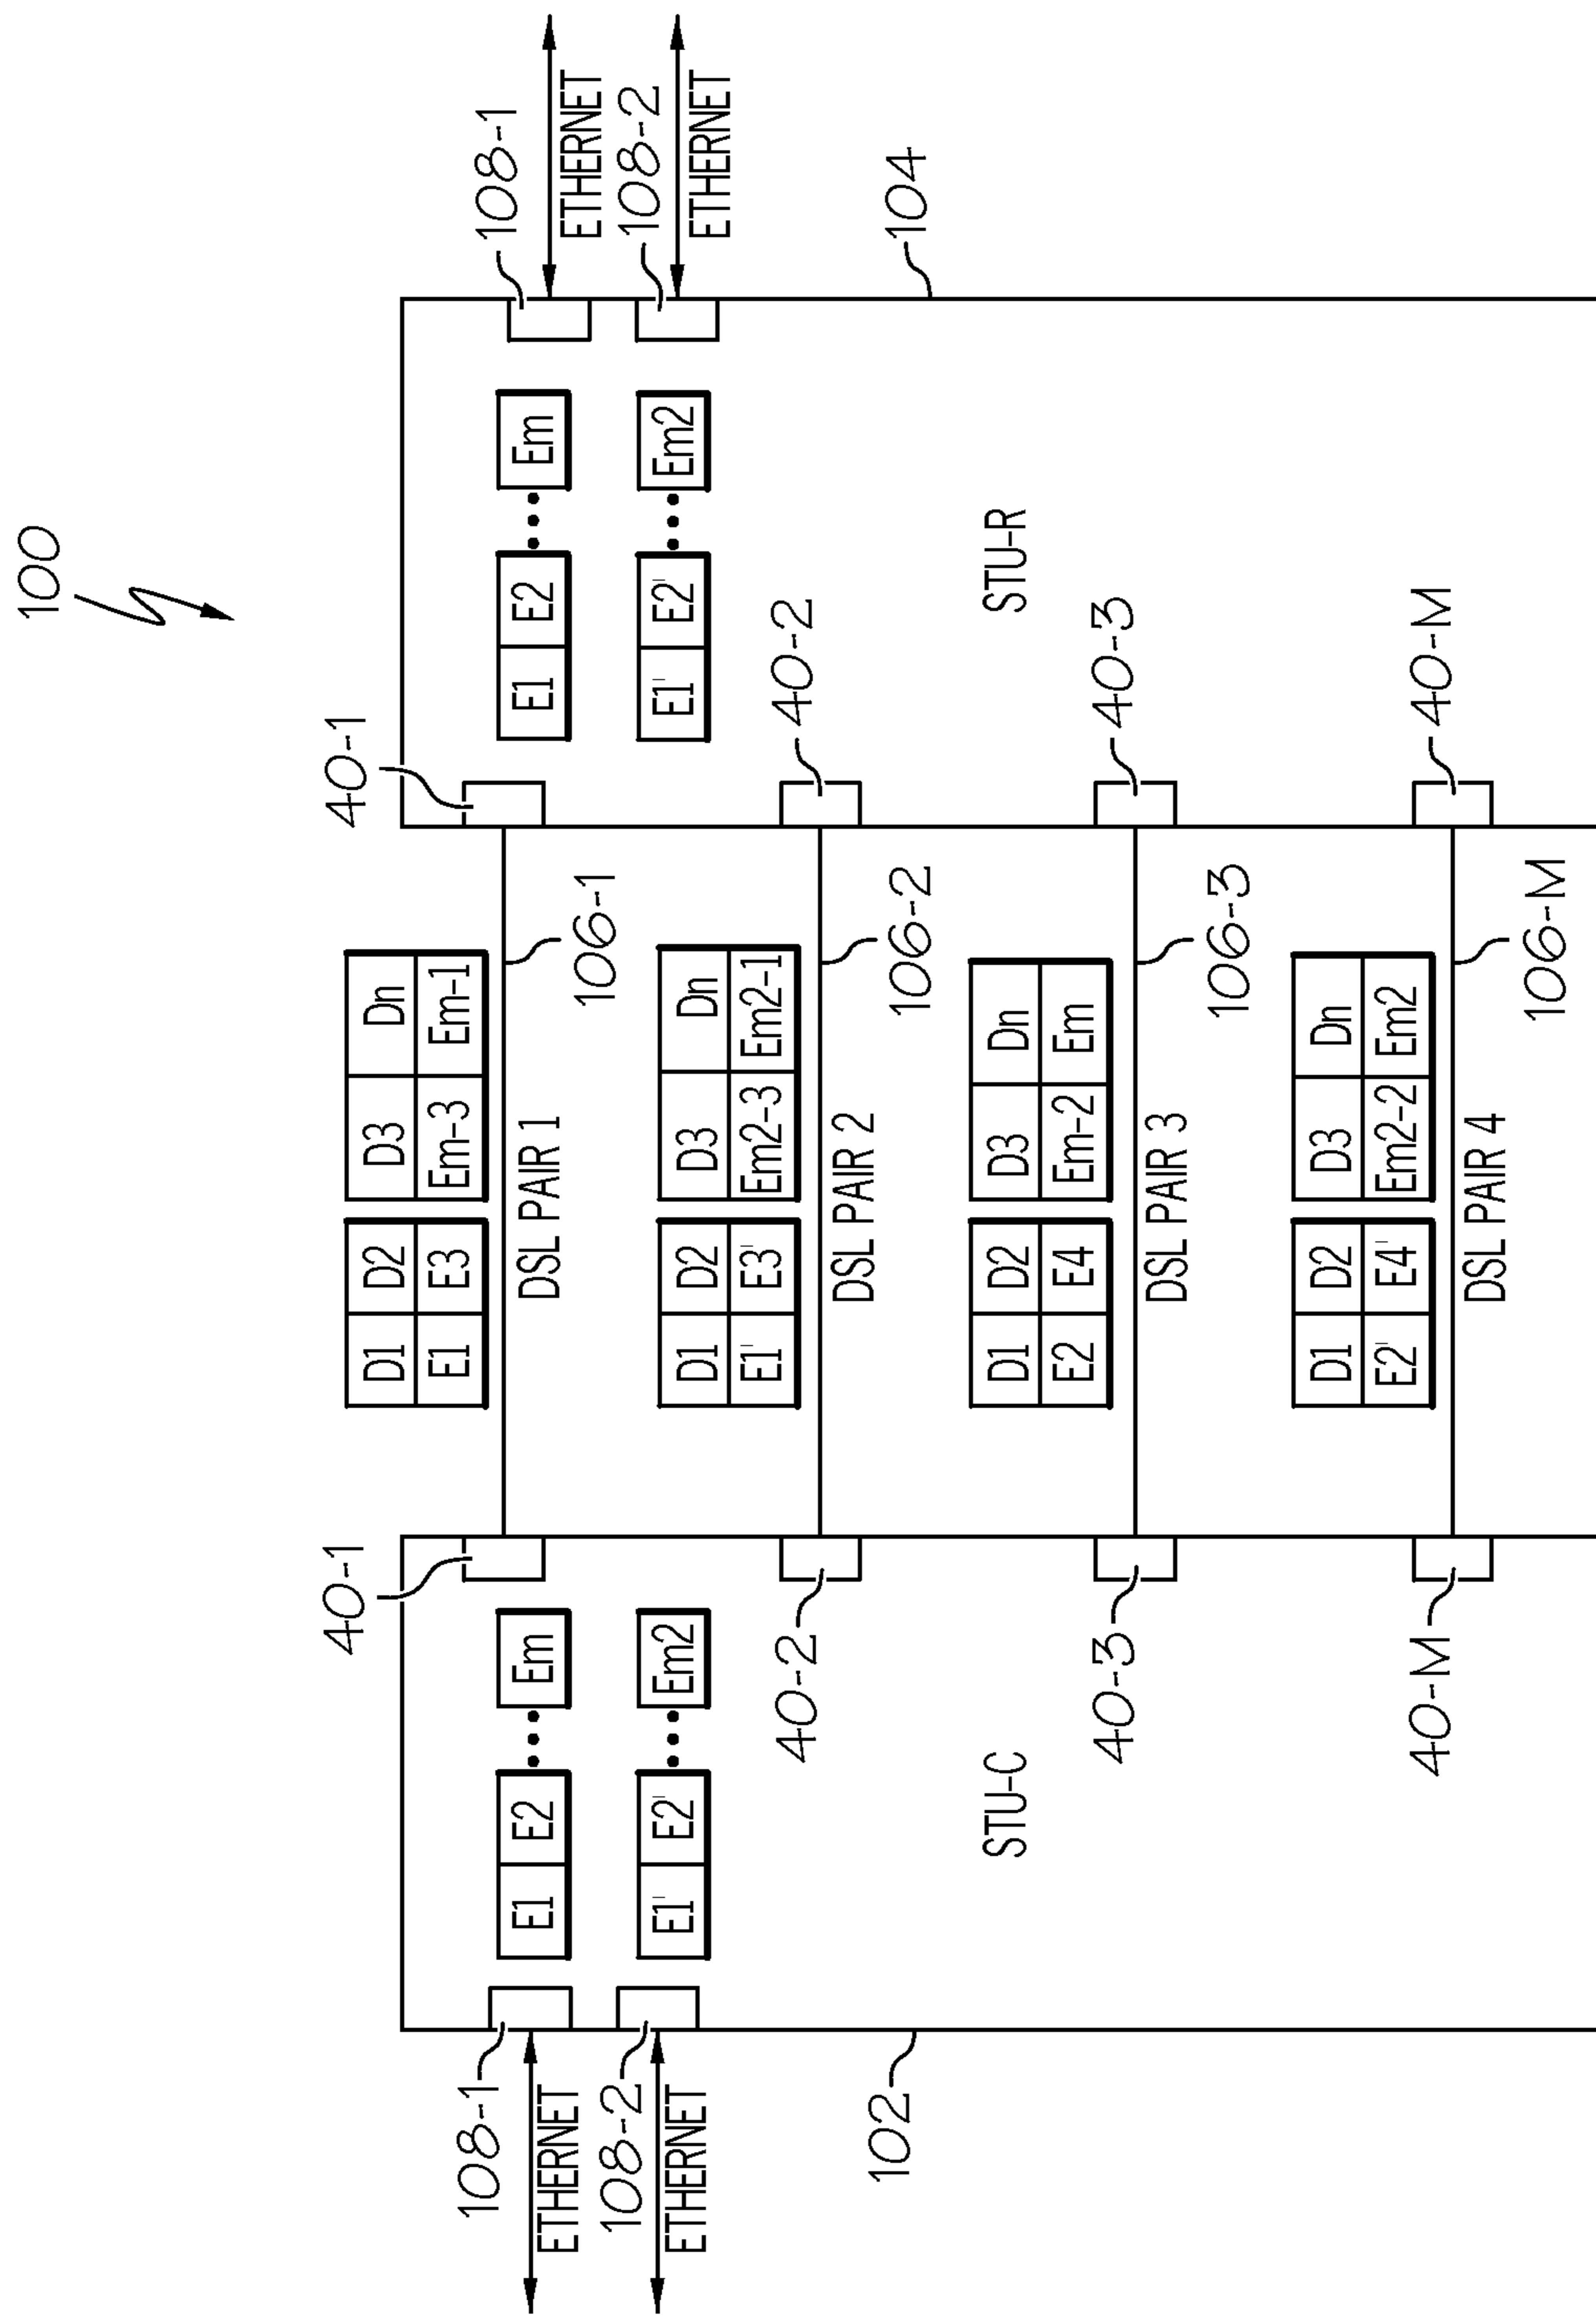 100
40-1
40-1
108-1
E1 E2 Em
D1 D2
E1 E3
D3 Dn
Em-3 Em-1
E1 E2 Em
108-1
ETHERNET
DSL PAIR 1
106-1
ETHERNET
108-2
E1' E2' Em2
D1 D2
E1' E3'
D3 Dn
Em2-3 Em2-1
E1' E2' Em2
108-2
ETHERNET
ETHERNET
40-2
DSL PAIR 2
106-2
40-2
102
STU-C
D1 D2
E2 E4
D3 Dn
Em-2 Em
STU-R
104
40-3
DSL PAIR 3
106-3
40-3
D1 D2
E2' E4'
D3 Dn
Em2-2 Em2
40-M
DSL PAIR 4
106-M
40-M